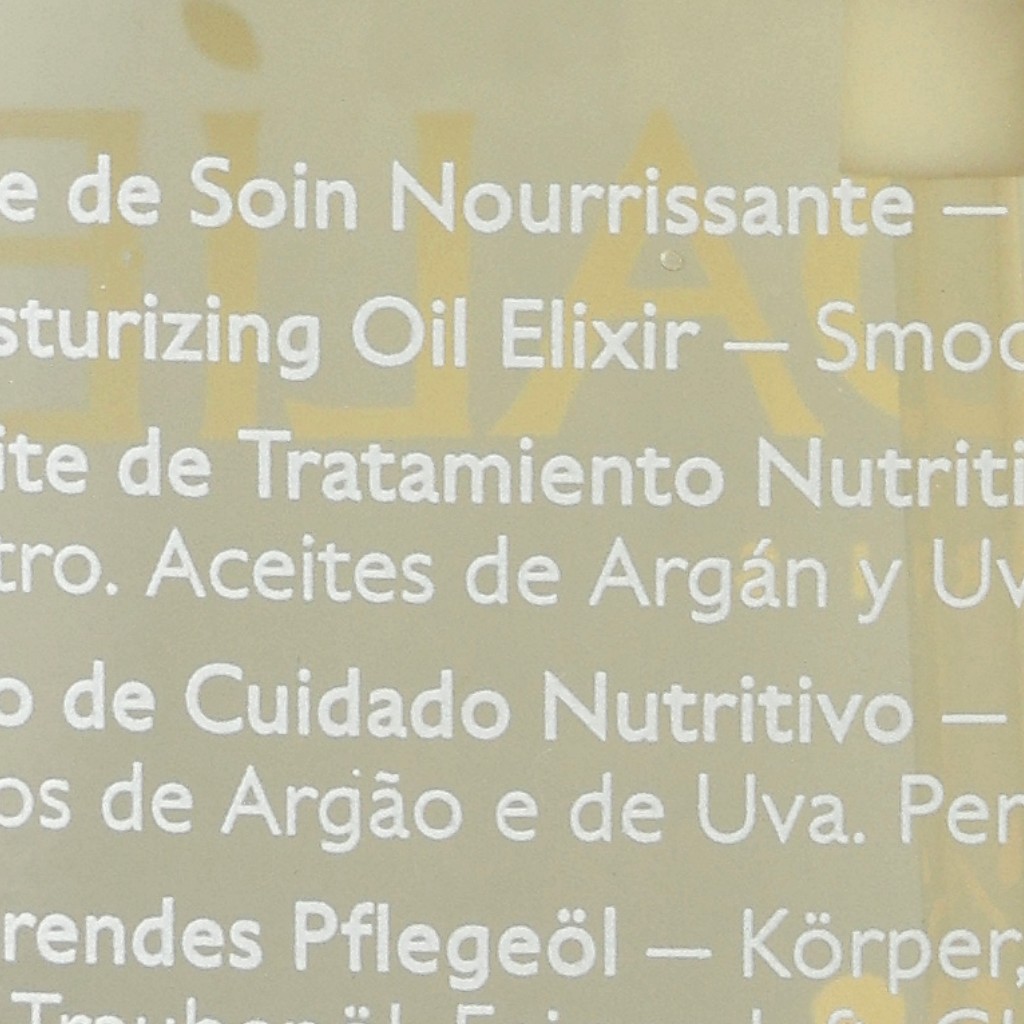 e de Soin Nourrissante —
sturizing Oil Elixir — Smoo
ite de Tratamiento Nutriti
tro. Aceites de Argán y Uv
o de Cuidado Nutritivo —
os de Argão e de Uva. Per
rendes Pflegeöl — Körper,